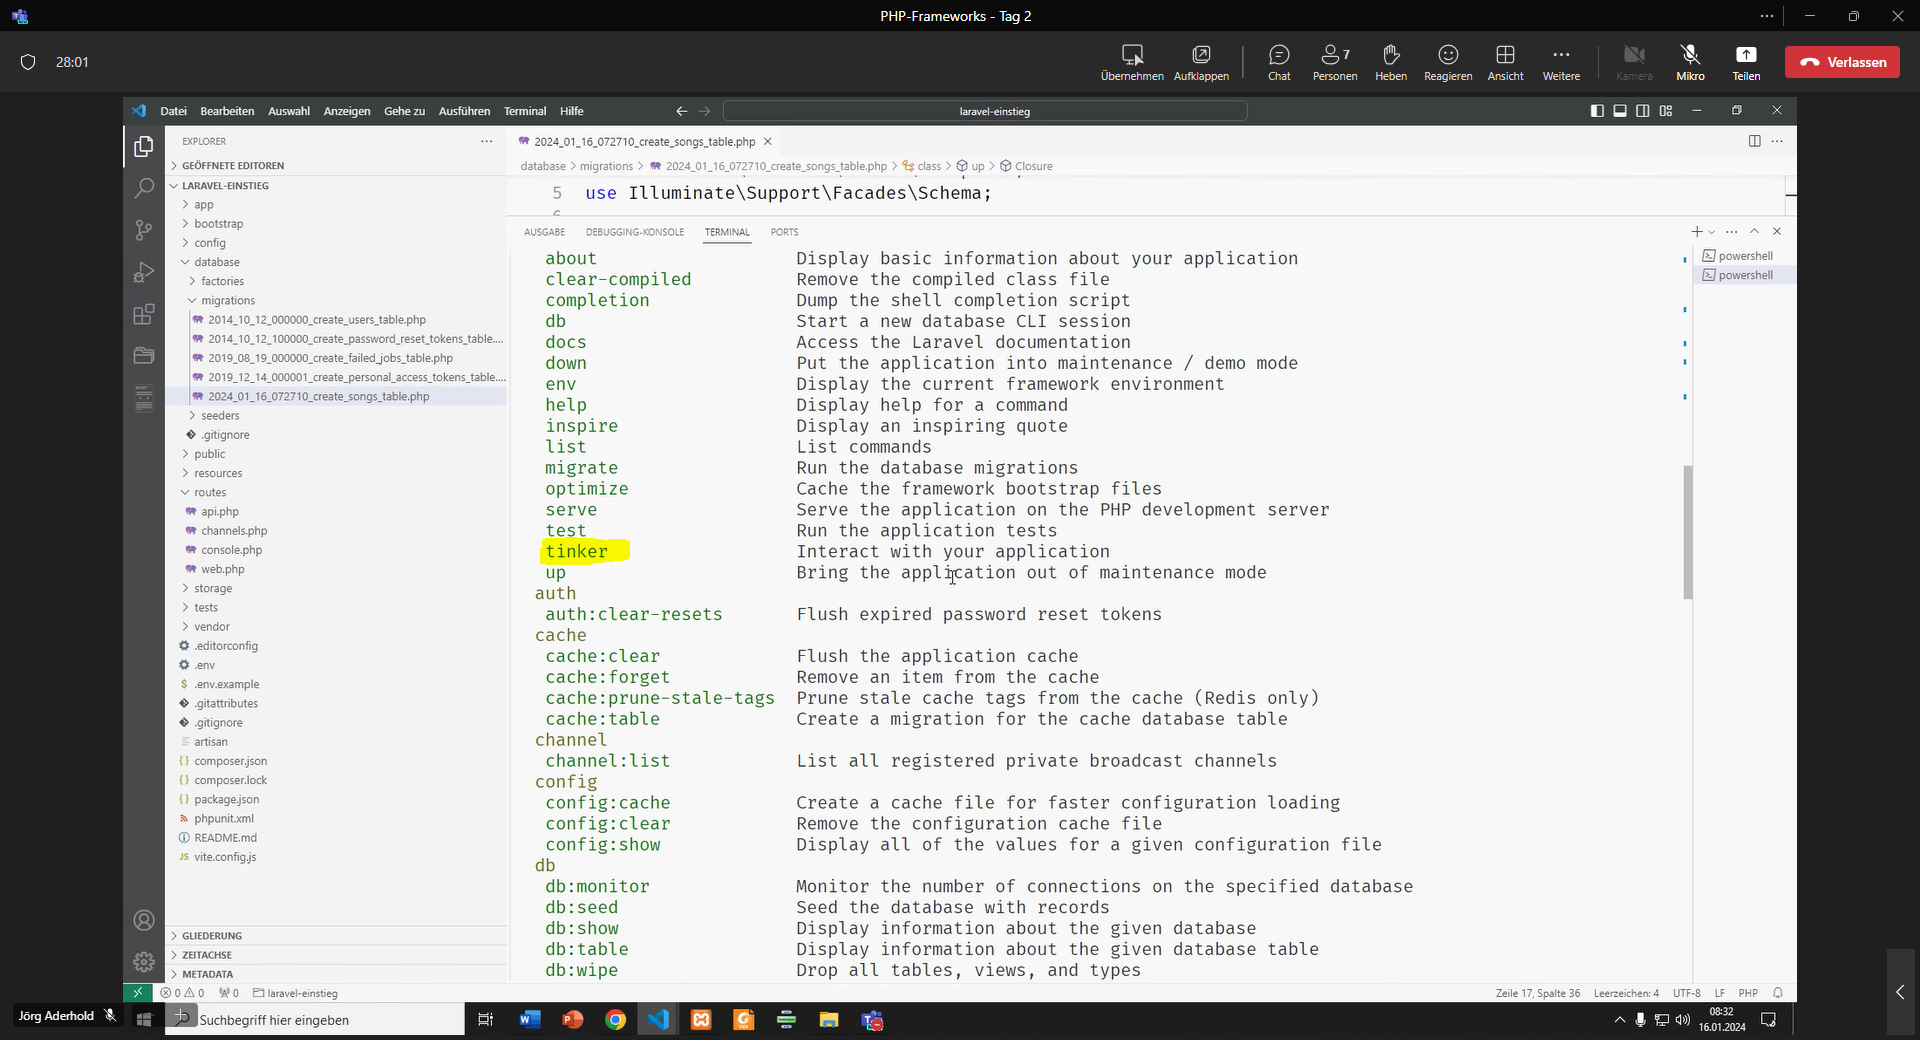 PHP-Frameworks - Tag 2
28:01
Übernehmen
Aufklappen
Chat
7
Personen
Heben
Reagieren
Ansicht
Weitere
Kamera
Mikro
Teilen
Verlassen
Datei Bearbeiten Auswahl Anzeigen Gehe zu Ausführen Terminal Hilfe
laravel-einstieg
EXPLORER
GEÖFFNETE EDITOREN
LARAVEL-EINSTIEG
app
bootstrap
config
database
factories
migrations
2014_10_12_000000_create_users_table.php
2014_10_12_100000_create_password_reset_tokens_table....
2019_08_19_000000_create_failed_jobs_table.php
2019_12_14_000001_create_personal_access_tokens_table....
2024_01_16_072710_create_songs_table.php
seeders
.gitignore
public
resources
routes
api.php
channels.php
console.php
web.php
storage
tests
vendor
.editorconfig
.env
.env.example
.gitattributes
.gitignore
artisan
composer.json
composer.lock
package.json
phpunit.xml
README.md
vite.config.js
GLIEDERUNG
ZEITACHSE
METADATA
2024_01_16_072710_create_songs_table.php
database > migrations > 2024_01_16_072710_create_songs_table.php > class > up > Closure
5 use Illuminate\Support\Facades\Schema;
AUSGABE DEBUGGING-KONSOLE TERMINAL PORTS
powershell
powershell
about Display basic information about your application
clear-compiled Remove the compiled class file
completion Dump the shell completion script
db Start a new database CLI session
docs Access the Laravel documentation
down Put the application into maintenance / demo mode
env Display the current framework environment
help Display help for a command
inspire Display an inspiring quote
list List commands
migrate Run the database migrations
optimize Cache the framework bootstrap files
serve Serve the application on the PHP development server
test Run the application tests
tinker Interact with your application
up Bring the application out of maintenance mode
auth
auth:clear-resets Flush expired password reset tokens
cache
cache:clear Flush the application cache
cache:forget Remove an item from the cache
cache:prune-stale-tags Prune stale cache tags from the cache (Redis only)
cache:table Create a migration for the cache database table
channel
channel:list List all registered private broadcast channels
config
config:cache Create a cache file for faster configuration loading
config:clear Remove the configuration cache file
config:show Display all of the values for a given configuration file
db
db:monitor Monitor the number of connections on the specified database
db:seed Seed the database with records
db:show Display information about the given database
db:table Display information about the given database table
db:wipe Drop all tables, views, and types
0 0 0 laravel-einstieg
Zeile 17, Spalte 36 Leerzeichen: 4 UTF-8 LF PHP
Jörg Aderhold
Suchbegriff hier eingeben
08:32
16.01.2024